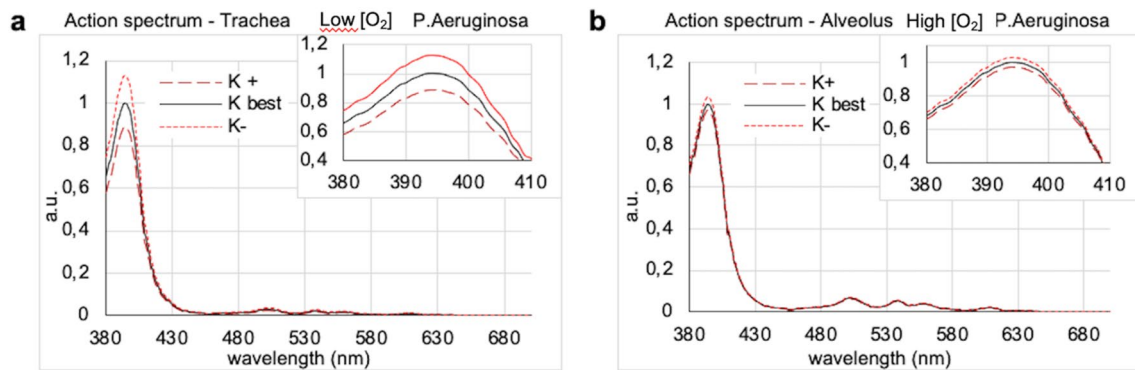 a
Action spectrum - Trachea Low [O₂] P.Aeruginosa
1,2
1
0,8
0,6
0,4
0,2
0
a.u.
K +
K best
K-
1,2
1
0,8
0,6
0,4
380 390 400 410
380 430 480 530 580 630 680
wavelength (nm)
b
Action spectrum - Alveolus High [O₂] P.Aeruginosa
1,2
1
0,8
0,6
0,4
0,2
0
a.u.
K+
K best
K-
1
0,8
0,6
0,4
380 390 400 410
380 430 480 530 580 630 680
wavelength (nm)